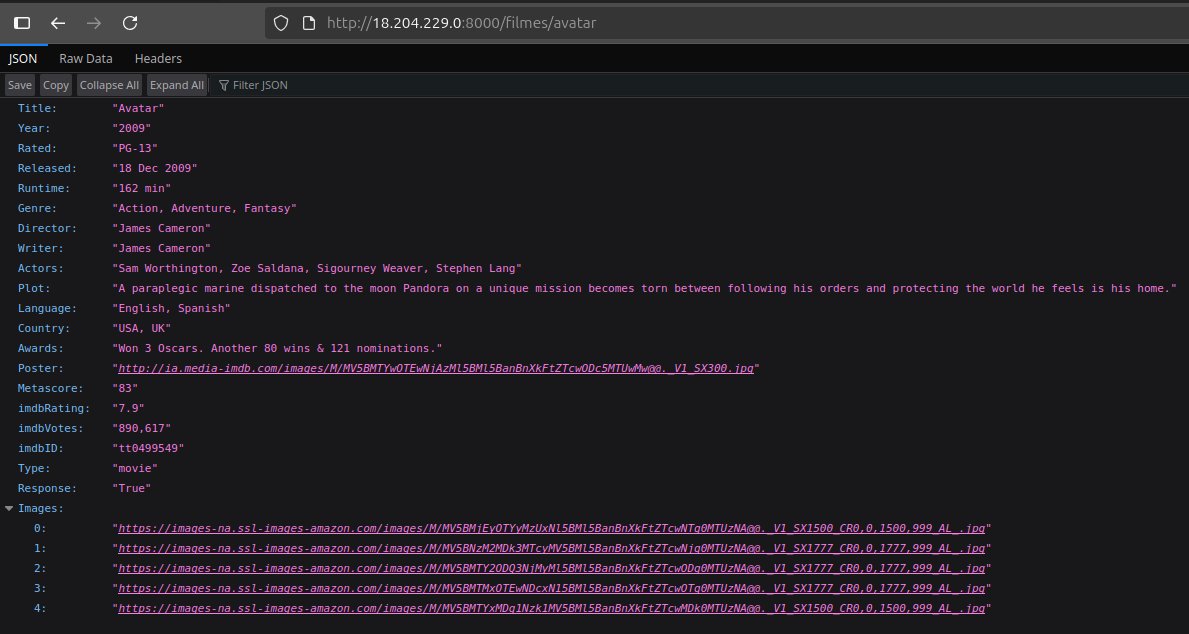 http://18.204.229.0:8000/filmes/avatar
JSON Raw Data Headers
Save Copy Collapse All Expand All Filter JSON
Title: "Avatar"
Year: "2009"
Rated: "PG-13"
Released: "18 Dec 2009"
Runtime: "162 min"
Genre: "Action, Adventure, Fantasy"
Director: "James Cameron"
Writer: "James Cameron"
Actors: "Sam Worthington, Zoe Saldana, Sigourney Weaver, Stephen Lang"
Plot: "A paraplegic marine dispatched to the moon Pandora on a unique mission becomes torn between following his orders and protecting the world he feels is his home."
Language: "English, Spanish"
Country: "USA, UK"
Awards: "Won 3 Oscars. Another 80 wins & 121 nominations."
Poster: "http://ia.media-imdb.com/images/M/MV5BMTYwOTEwNjAzMl5BMl5BanBnXkFtZTcwODc5MTUwMw@@._V1_SX300.jpg"
Metascore: "83"
imdbRating: "7.9"
imdbVotes: "890,617"
imdbID: "tt0499549"
Type: "movie"
Response: "True"
Images:
0: "https://images-na.ssl-images-amazon.com/images/M/MV5BMjEyOTYyMzUxNl5BMl5BanBnXkFtZTcwNTg0MTUzNA@@._V1_SX1500_CR0,0,1500,999_AL_.jpg"
1: "https://images-na.ssl-images-amazon.com/images/M/MV5BNzM2MDk3MTcyMV5BMl5BanBnXkFtZTcwNjg0MTUzNA@@._V1_SX1777_CR0,0,1777,999_AL_.jpg"
2: "https://images-na.ssl-images-amazon.com/images/M/MV5BMTY2ODQ3NjMyMl5BMl5BanBnXkFtZTcwODg0MTUzNA@@._V1_SX1777_CR0,0,1777,999_AL_.jpg"
3: "https://images-na.ssl-images-amazon.com/images/M/MV5BMTMxOTEwNDcxN15BMl5BanBnXkFtZTcwOTg0MTUzNA@@._V1_SX1777_CR0,0,1777,999_AL_.jpg"
4: "https://images-na.ssl-images-amazon.com/images/M/MV5BMTYxMDg1Nzk1MV5BMl5BanBnXkFtZTcwMDk0MTUzNA@@._V1_SX1500_CR0,0,1500,999_AL_.jpg"